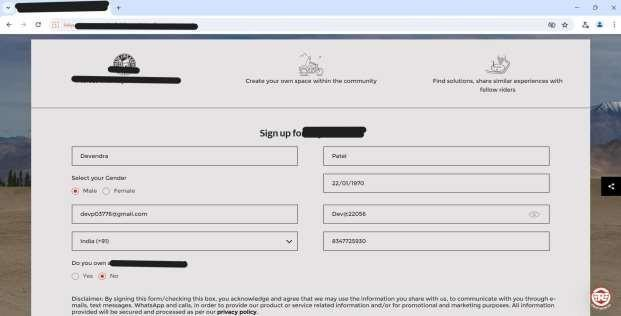 Create your own space within the community
Find solutions, share similar experiences with
fellow riders
Sign up for
Devendra
Patel
Select your Gender
Male
Female
22/01/1970
devp03776@gmail.com
Dev@22056
India (+91)
8347725930
Do you own a
Yes
No
Disclaimer: By signing this form/checking this box, you acknowledge and agree that we may use the information you share with us, to communicate with you through e-
mails, text messages, WhatsApp and calls, in order to provide our product or service related information and/or for promotional and marketing purposes. All information
provided will be secured and processed as per our privacy policy.